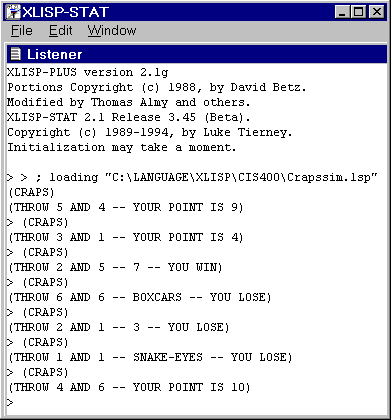 XLISP-STAT
File Edit Window
Listener
XLISP-PLUS version 2.1g
Portions Copyright (c) 1988, by David Betz.
Modified by Thomas Almy and others.
XLISP-STAT 2.1 Release 3.45 (Beta).
Copyright (c) 1989-1994, by Luke Tierney.
Initialization may take a moment.
> > ; loading "C:\LANGUAGE\XLISP\CIS400\Crapssim.lsp"
(CRAPS)
(THROW 5 AND 4 -- YOUR POINT IS 9)
> (CRAPS)
(THROW 3 AND 1 -- YOUR POINT IS 4)
> (CRAPS)
(THROW 2 AND 5 -- 7 -- YOU WIN)
> (CRAPS)
(THROW 6 AND 6 -- BOXCARS -- YOU LOSE)
> (CRAPS)
(THROW 2 AND 1 -- 3 -- YOU LOSE)
> (CRAPS)
(THROW 1 AND 1 -- SNAKE-EYES -- YOU LOSE)
> (CRAPS)
(THROW 4 AND 6 -- YOUR POINT IS 10)
>